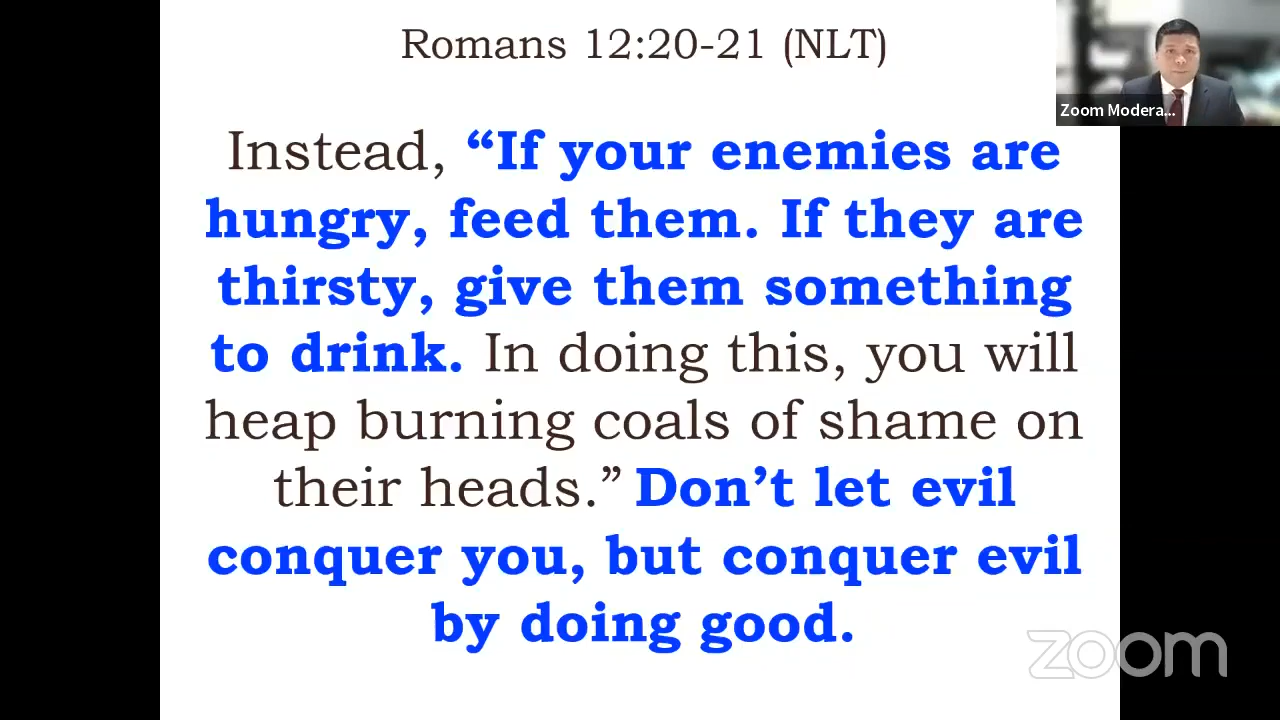 Romans 12:20-21 (NLT)
Zoom Modera...
Instead, “If your enemies are
hungry, feed them. If they are
thirsty, give them something
to drink. In doing this, you will
heap burning coals of shame on
their heads.” Don’t let evil
conquer you, but conquer evil
by doing good.
zoom